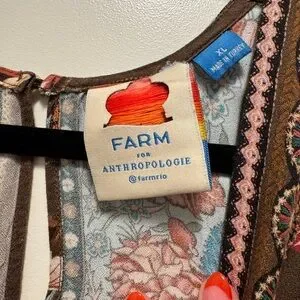 XL
MADE IN TURKEY
FARM
FOR
ANTHROPOLOGIE
@farmrio